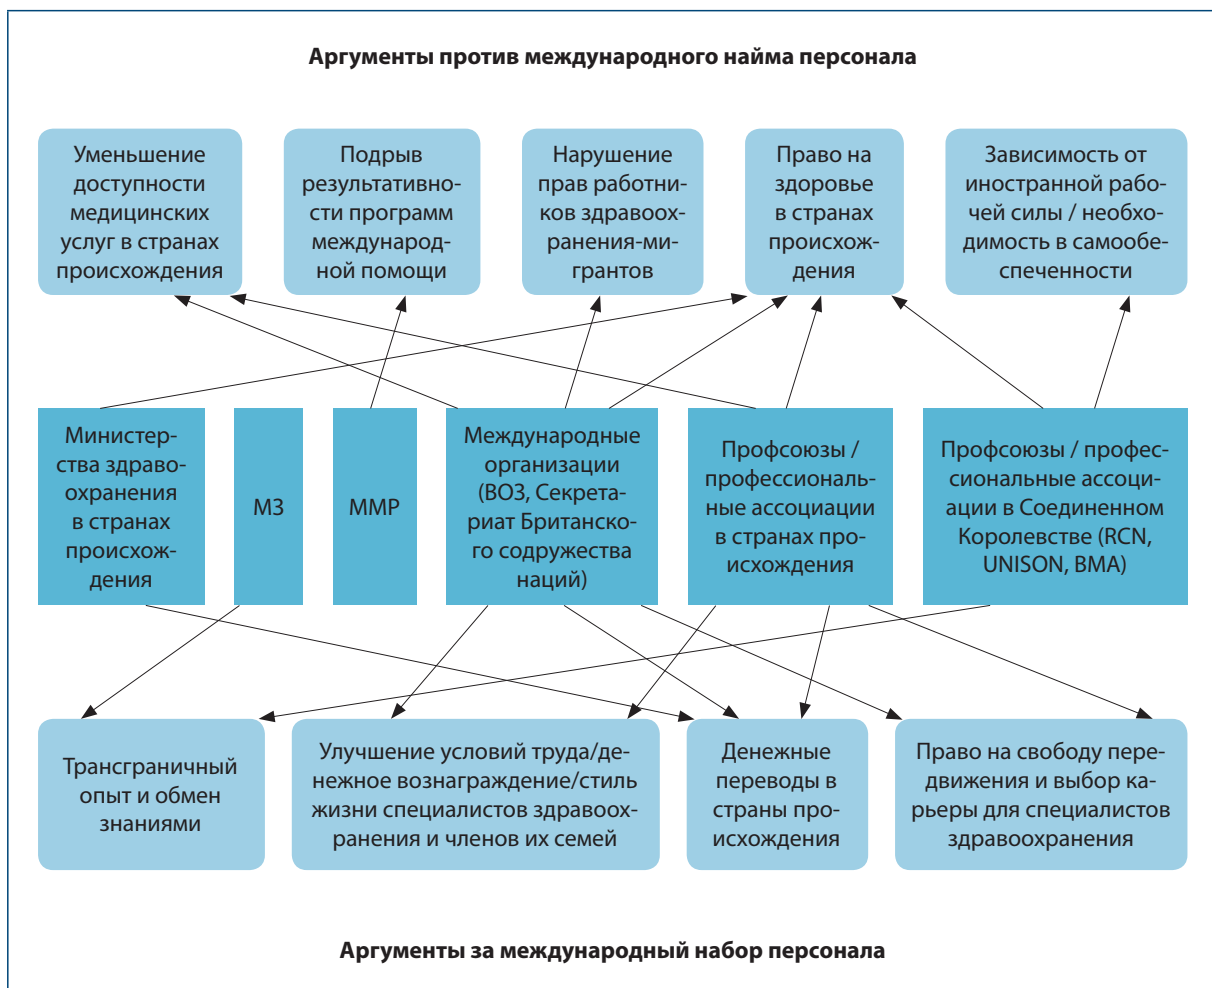 Аргументы против международного найма персонала
Уменьшение
доступности
медицинских
услуг в странах
происхождения
Подрыв
результативно-
сти программ
международ-
ной помощи
Нарушение
прав работни-
ков здравоох-
ранения-ми-
грантов
Право на
здоровье
в странах
происхож-
дения
Зависимость от
иностранной рабо-
чей силы / необхо-
димость в самообе-
спеченности
Министер-
ства здраво-
охранения
в странах
происхож-
дения
МЗ
ММР
Международные
организации
(ВОЗ, Секрета-
риат Британско-
го содружества
наций)
Профсоюзы /
профессиональ-
ные ассоциации
в странах про-
исхождения
Профсоюзы / профес-
сиональные ассоци-
ации в Соединенном
Королевстве (RCN,
UNISON, BMA)
Трансграничный
опыт и обмен
знаниями
Улучшение условий труда/де-
нежное вознаграждение/стиль
жизни специалистов здравоох-
ранения и членов их семей
Денежные
переводы в
страны про-
исхождения
Право на свободу пере-
движения и выбор ка-
рьеры для специалистов
здравоохранения
Аргументы за международный набор персонала